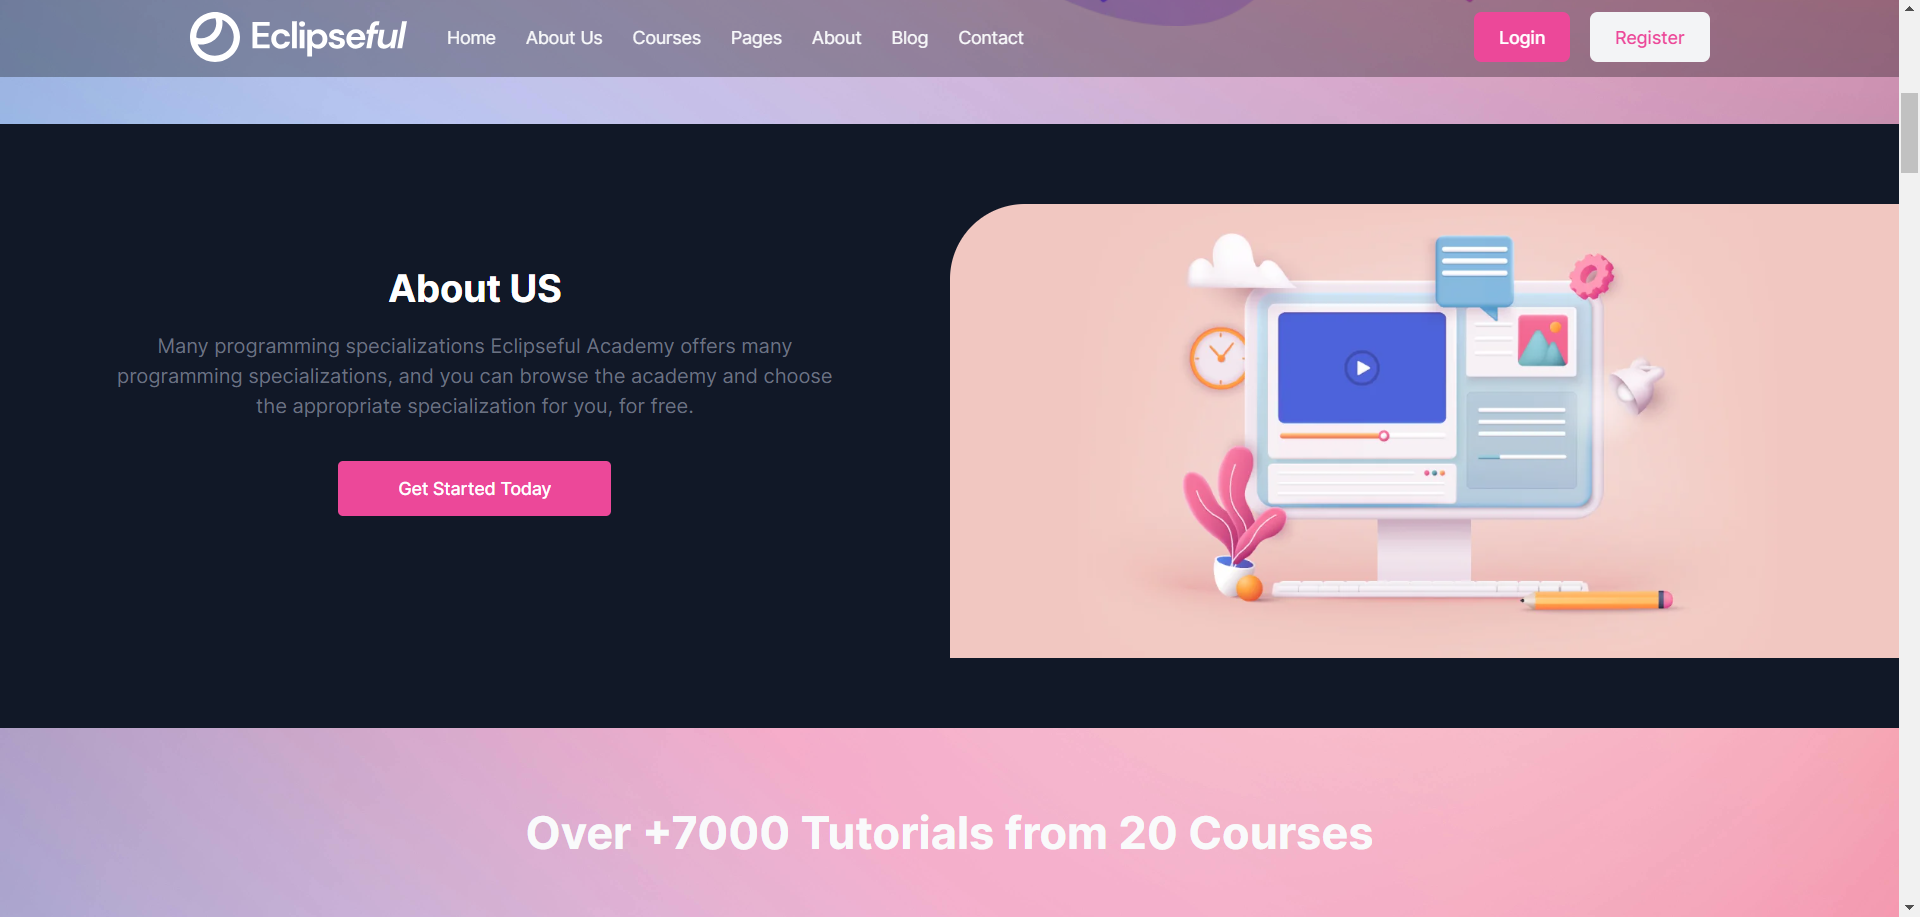 Eclipseful
Home
About Us
Courses
Pages
About
Blog
Contact
Login
Register
About US
Many programming specializations Eclipseful Academy offers many
programming specializations, and you can browse the academy and choose
the appropriate specialization for you, for free.
Get Started Today
Over +7000 Tutorials from 20 Courses